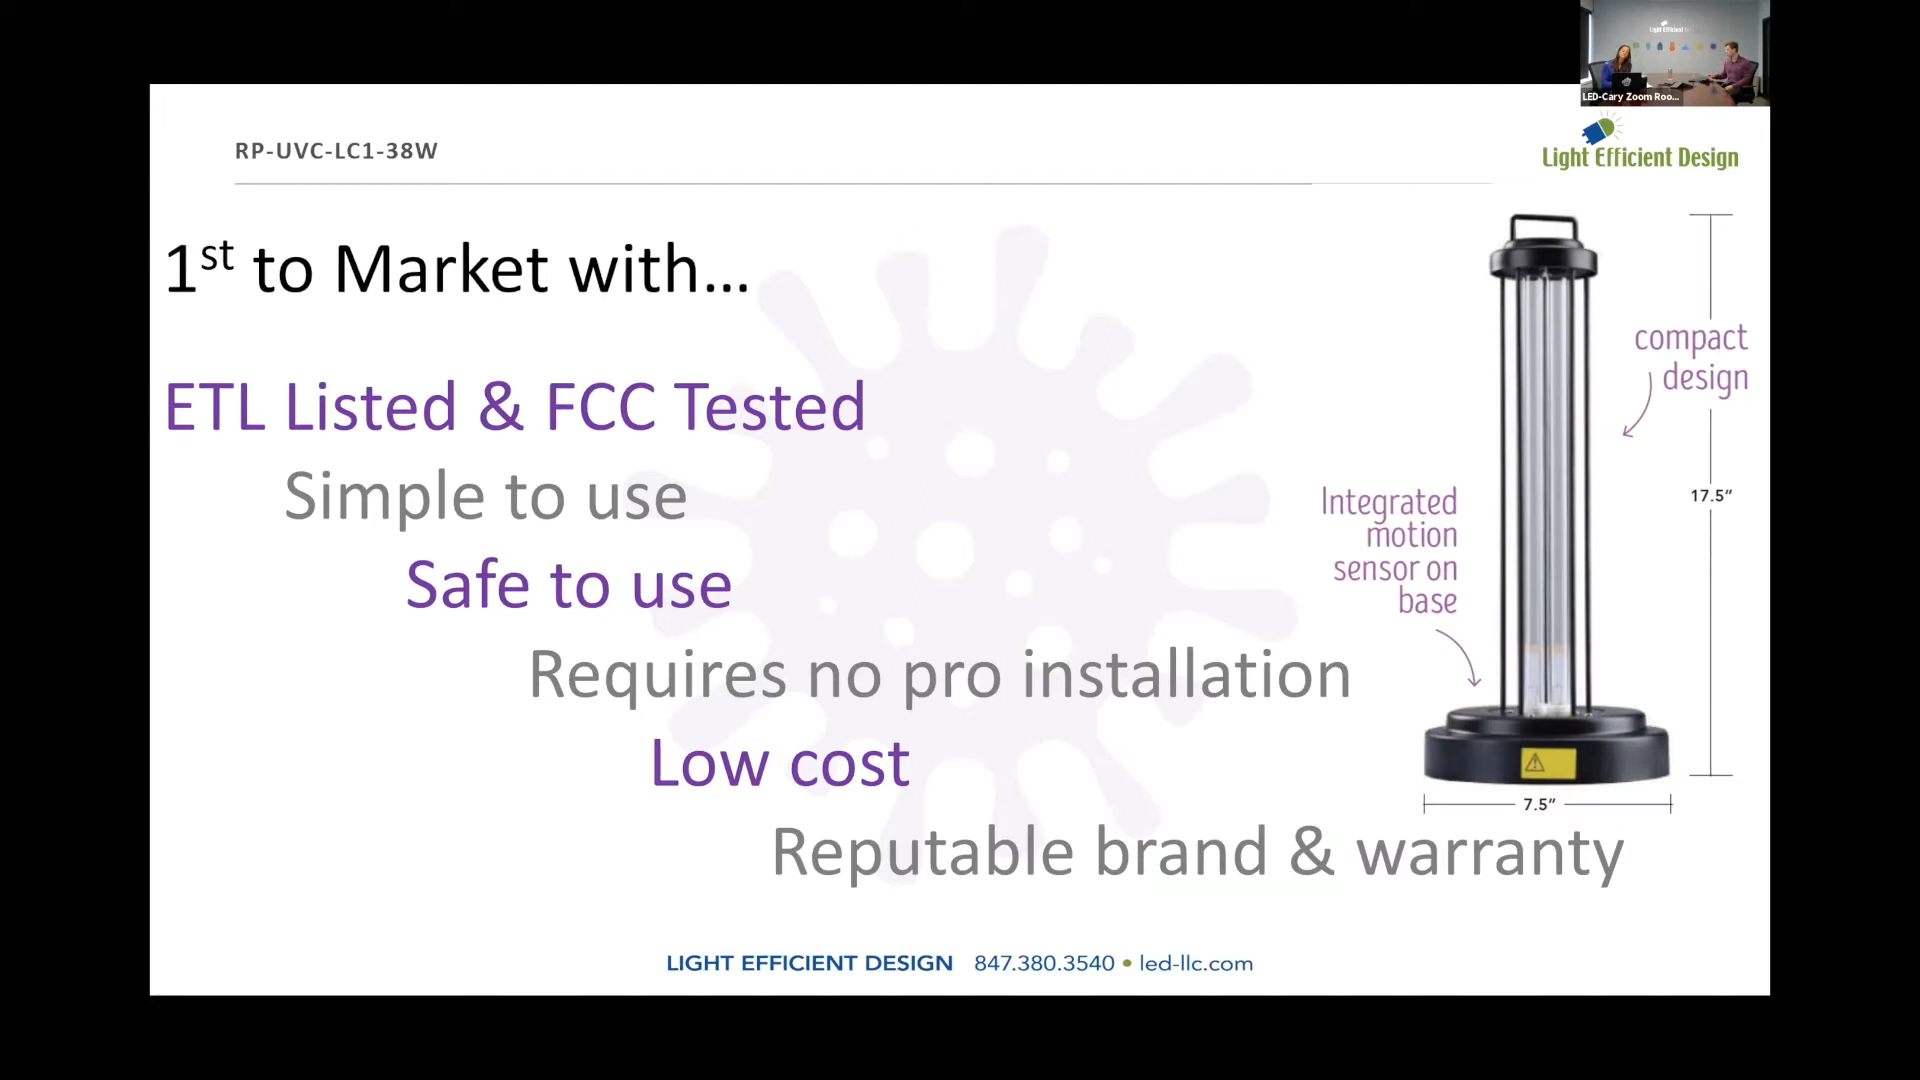 LED-Cary Zoom Roo...
RP-UVC-LC1-38W
Light Efficient Design
1st to Market with...
ETL Listed & FCC Tested
Simple to use
Safe to use
Requires no pro installation
Low cost
Reputable brand & warranty
compact
design
17.5”
Integrated
motion
sensor on
base
7.5”
LIGHT EFFICIENT DESIGN 847.380.3540 • led-llc.com